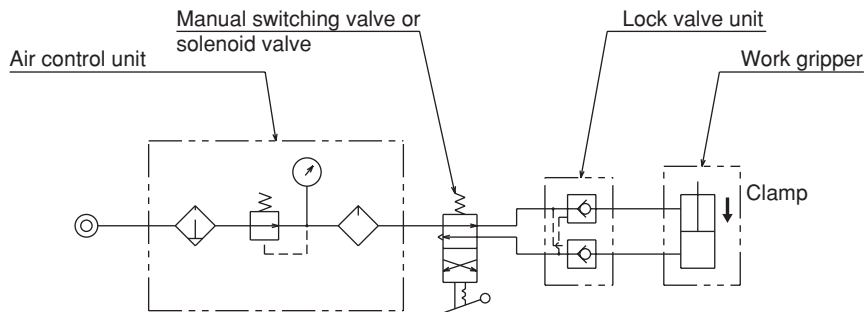 Manual switching valve or
solenoid valve
Lock valve unit
Air control unit
Work gripper
Clamp